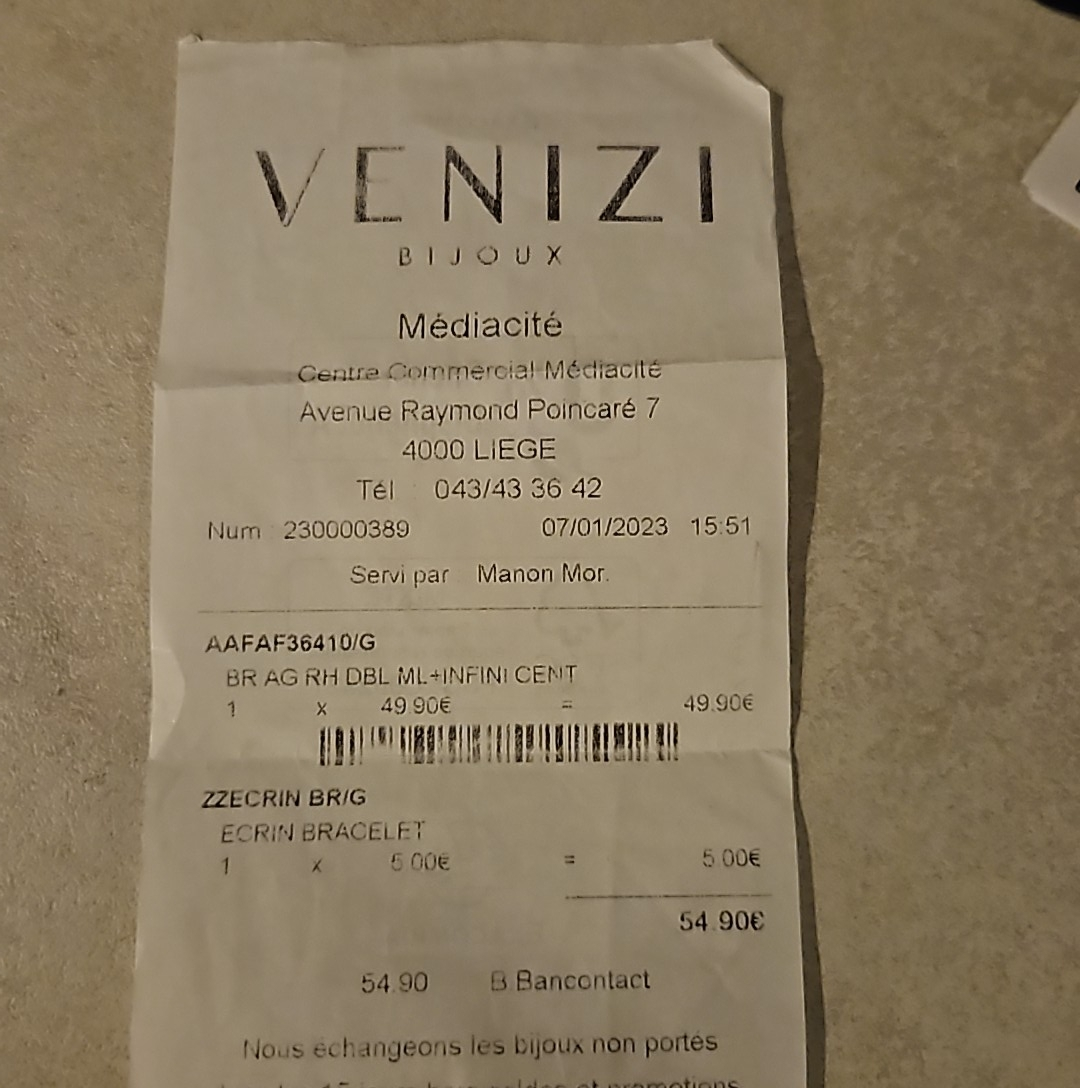 VENIZI
BIJOUX
Médiacité
Centre Commercial Médiacité
Avenue Raymond Poincaré 7
4000 LIEGE
Tél : 043/43 36 42
Num 230000389 07/01/2023 15:51
Servi par Manon Mor.
AAFAF36410/G
BR AG RH DBL ML+INFINI CENT
1 x 49.90€ = 49.90€
ZZECRIN BR/G
ECRIN BRACELET
1 x 5.00€ = 5.00€
54.90€
54.90 B.Bancontact
Nous échangeons les bijoux non portés
soldes et promotions